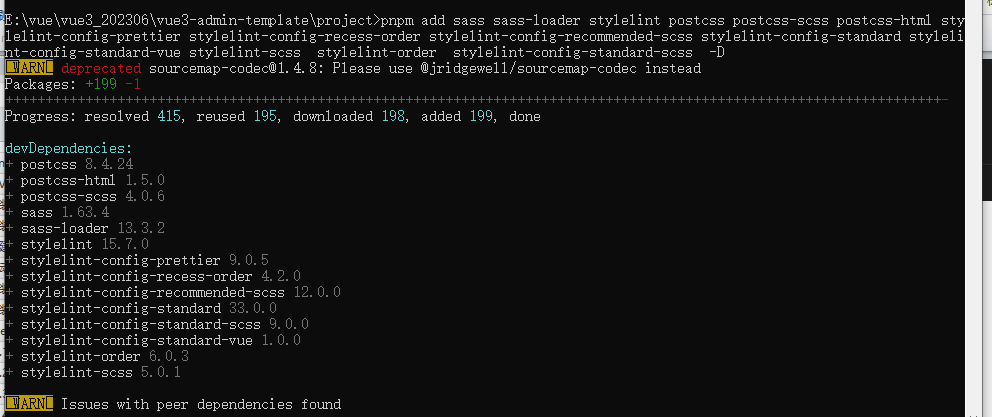 E:\vue\vue3_202306\vue3-admin-template\project>pnpm add sass sass-loader stylelint postcss postcss-scss postcss-html sty
lelint-config-prettier stylelint-config-recess-order stylelint-config-recommended-scss stylelint-config-standard styleli
nt-config-standard-vue stylelint-scss  stylelint-order  stylelint-config-standard-scss  -D
WARN deprecated sourcemap-codec@1.4.8: Please use @jridgewell/sourcemap-codec instead
Packages: +199 -1
Progress: resolved 415, reused 195, downloaded 198, added 199, done
devDependencies:
+ postcss 8.4.24
+ postcss-html 1.5.0
+ postcss-scss 4.0.6
+ sass 1.63.4
+ sass-loader 13.3.2
+ stylelint 15.7.0
+ stylelint-config-prettier 9.0.5
+ stylelint-config-recess-order 4.2.0
+ stylelint-config-recommended-scss 12.0.0
+ stylelint-config-standard 33.0.0
+ stylelint-config-standard-scss 9.0.0
+ stylelint-config-standard-vue 1.0.0
+ stylelint-order 6.0.3
+ stylelint-scss 5.0.1
WARN Issues with peer dependencies found